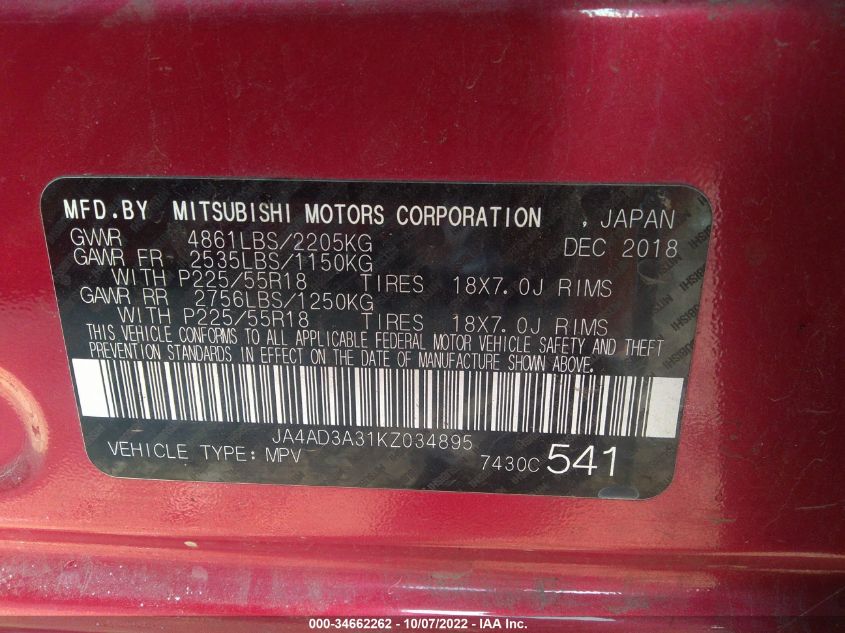 MFD.BY MITSUBISHI MOTORS CORPORATION , JAPAN
GVWR 4861LBS/2205KG DEC 2018
GAWR FR 2535LBS/1150KG
WITH P225/55R18 TIRES 18X7.0J RIMS
GAWR RR 2756LBS/1250KG
WITH P225/55R18 TIRES 18X7.0J RIMS
THIS VEHICLE CONFORMS TO ALL APPLICABLE FEDERAL MOTOR VEHICLE SAFETY AND THEFT
PREVENTION STANDARDS IN EFFECT ON THE DATE OF MANUFACTURE SHOWN ABOVE.
JA4AD3A31KZ034895
VEHICLE TYPE: MPV 7430C 541
000-34662262 - 10/07/2022 - IAA Inc.